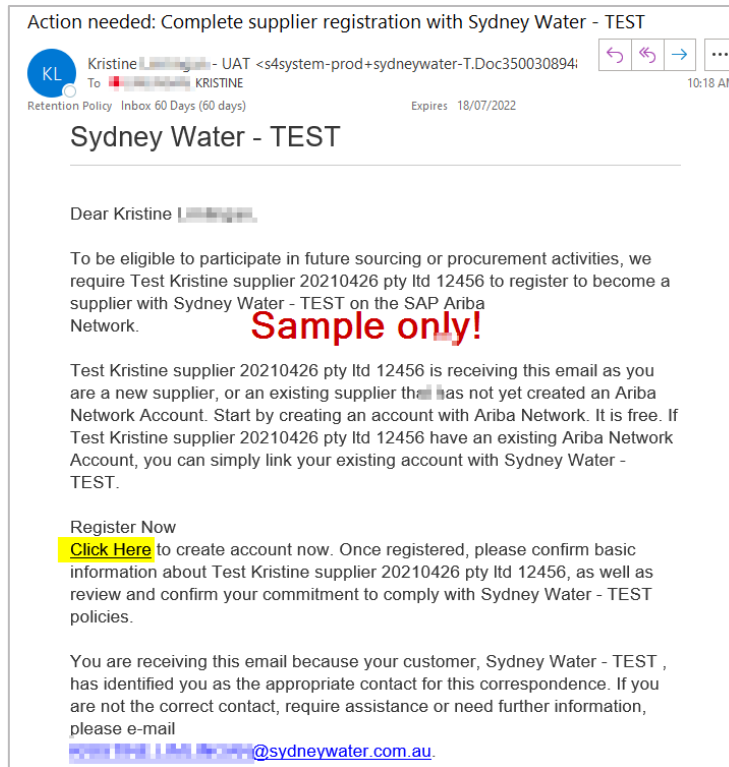 Action needed: Complete supplier registration with Sydney Water - TEST
KL
Kristine - UAT <s4system-prod+sydneywater-T.Doc350030894
To KRISTINE
10:18 AM
Retention Policy Inbox 60 Days (60 days) Expires 18/07/2022
Sydney Water - TEST
Dear Kristine
To be eligible to participate in future sourcing or procurement activities, we
require Test Kristine supplier 20210426 pty ltd 12456 to register to become a
supplier with Sydney Water - TEST on the SAP Ariba
Network.
Sample only!
Test Kristine supplier 20210426 pty ltd 12456 is receiving this email as you
are a new supplier, or an existing supplier that has not yet created an Ariba
Network Account. Start by creating an account with Ariba Network. It is free. If
Test Kristine supplier 20210426 pty ltd 12456 have an existing Ariba Network
Account, you can simply link your existing account with Sydney Water -
TEST.
Register Now
Click Here to create account now. Once registered, please confirm basic
information about Test Kristine supplier 20210426 pty ltd 12456, as well as
review and confirm your commitment to comply with Sydney Water - TEST
policies.
You are receiving this email because your customer, Sydney Water - TEST ,
has identified you as the appropriate contact for this correspondence. If you
are not the correct contact, require assistance or need further information,
please e-mail
@sydneywater.com.au.